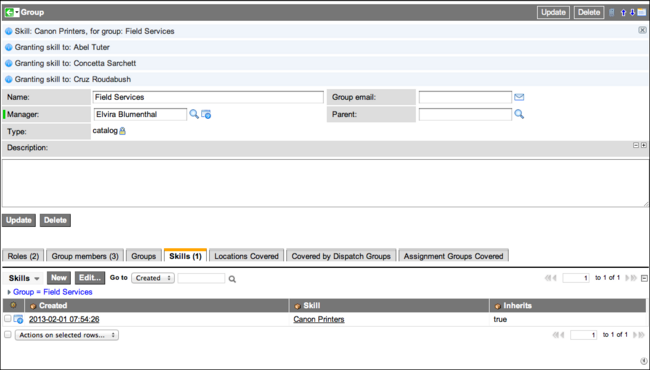 Group Update Delete
Skill: Canon Printers, for group: Field Services
Granting skill to: Abel Tuter
Granting skill to: Concetta Sarchett
Granting skill to: Cruz Roudabush
Name: Field Services Group email:
Manager: Elvira Blumenthal Parent:
Type: catalog
Description:
Update Delete
Roles (2) Group members (3) Groups Skills (1) Locations Covered Covered by Dispatch Groups Assignment Groups Covered
Skills New Edit... Go to Created 1 to 1 of 1
Group = Field Services
Created Skill Inherits
2013-02-01 07:54:26 Canon Printers true
Actions on selected rows... 1 to 1 of 1